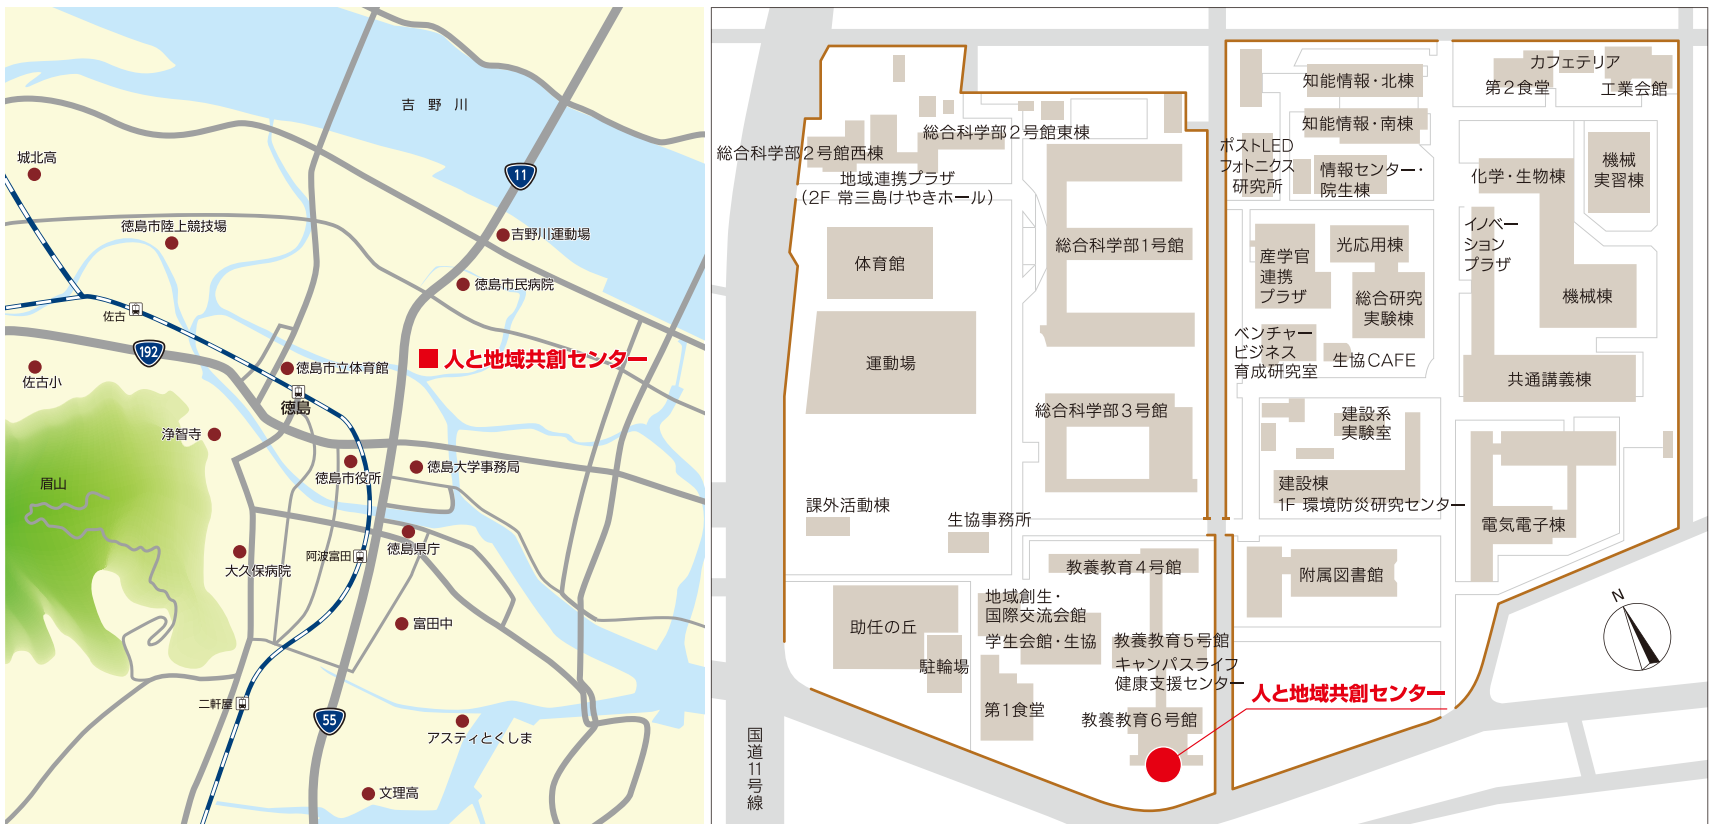 吉野川
11
城北高
徳島市陸上競技場
吉野川運動場
徳島市民病院
佐古
192
人と地域共創センター
佐古小
徳島市立体育館
徳島
浄智寺
徳島市役所
徳島大学事務局
眉山
徳島県庁
阿波富田
大久保病院
富田中
二軒屋
55
アスティとくしま
文理高
カフェテリア
第2食堂
工業会館
知能情報・北棟
知能情報・南棟
総合科学部2号館東棟
総合科学部2号館西棟
地域連携プラザ
（2F 常三島けやきホール）
ポストLED
フォトニクス
研究所
情報センター・
院生棟
化学・生物棟
機械
実習棟
イノベー
ション
プラザ
総合科学部1号館
体育館
産学官
連携
プラザ
光応用棟
総合研究
実験棟
機械棟
ベンチャー
ビジネス
育成研究室
生協CAFE
運動場
共通講義棟
総合科学部3号館
建設系
実験室
建設棟
1F 環境防災研究センター
課外活動棟
生協事務所
電気電子棟
教養教育4号館
附属図書館
地域創生・
国際交流会館
学生会館・生協
助任の丘
駐輪場
教養教育5号館
キャンパスライフ
健康支援センター
第1食堂
教養教育6号館
人と地域共創センター
国道11号線
N